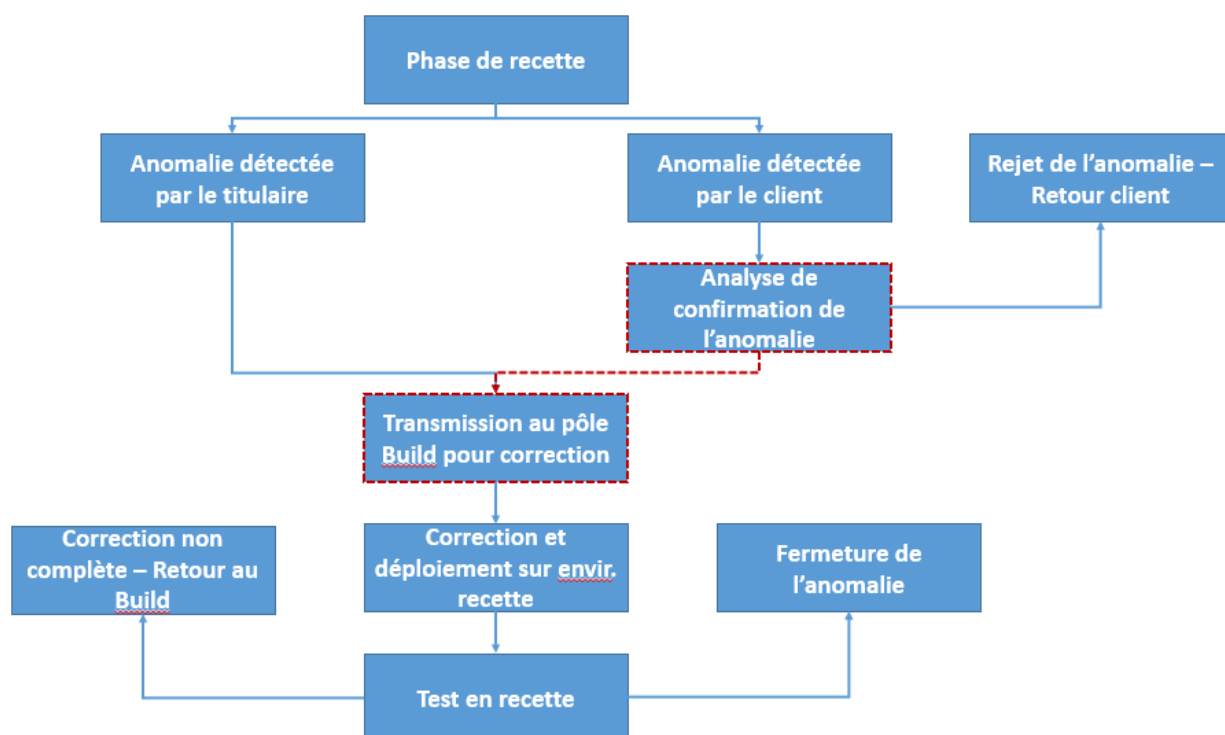 Phase de recette
Anomalie détectée
par le titulaire
Anomalie détectée
par le client
Rejet de l’anomalie –
Retour client
Analyse de
confirmation de
l’anomalie
Transmission au pôle
Build pour correction
Correction non
complète – Retour au
Build
Correction et
déploiement sur envir.
recette
Fermeture de
l’anomalie
Test en recette